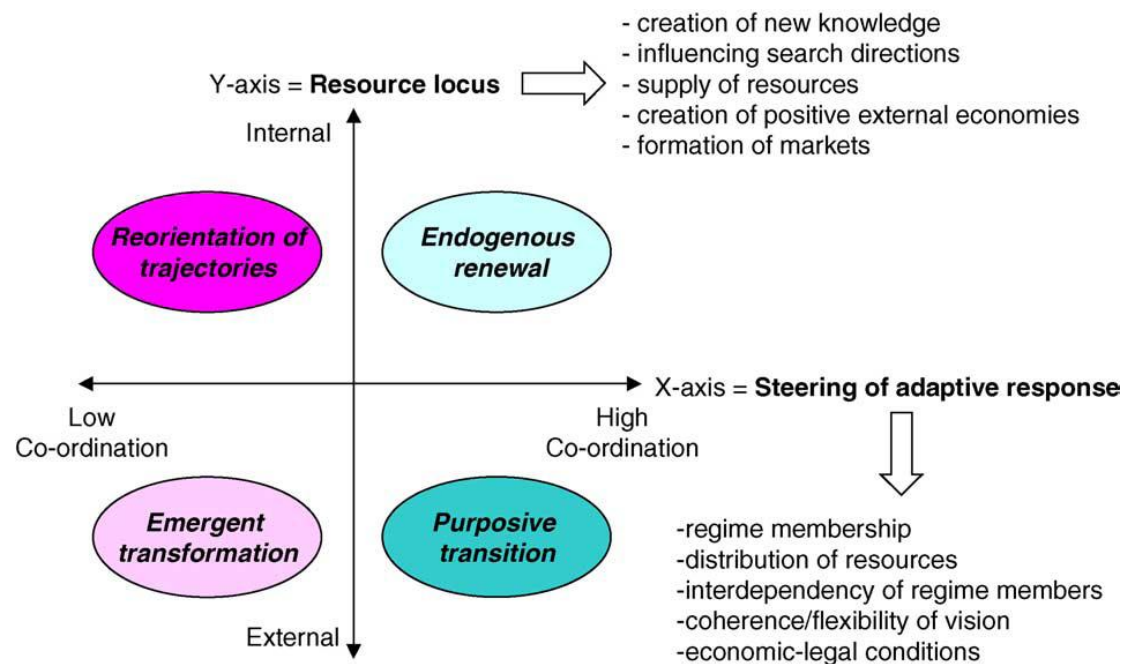 - creation of new knowledge
- influencing search directions
- supply of resources
- creation of positive external economies
- formation of markets
Y-axis = Resource locus
Internal
Reorientation of
trajectories
Endogenous
renewal
X-axis = Steering of adaptive response
Low
Co-ordination
High
Co-ordination
Emergent
transformation
Purposive
transition
-regime membership
-distribution of resources
-interdependency of regime members
-coherence/flexibility of vision
-economic-legal conditions
External